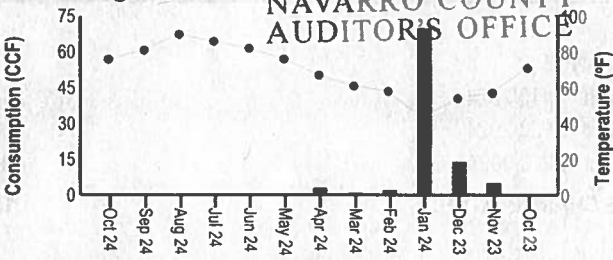 NAVARRO COUNTY
AUDITOR'S OFFICE
Consumption (CCF)
75
60
45
30
15
0
100
80
60
40
20
0
Temperature (°F)
Oct 24
Sep 24
Aug 24
Jul 24
Jun 24
May 24
Apr 24
Mar 24
Feb 24
Jan 24
Dec 23
Nov 23
Oct 23